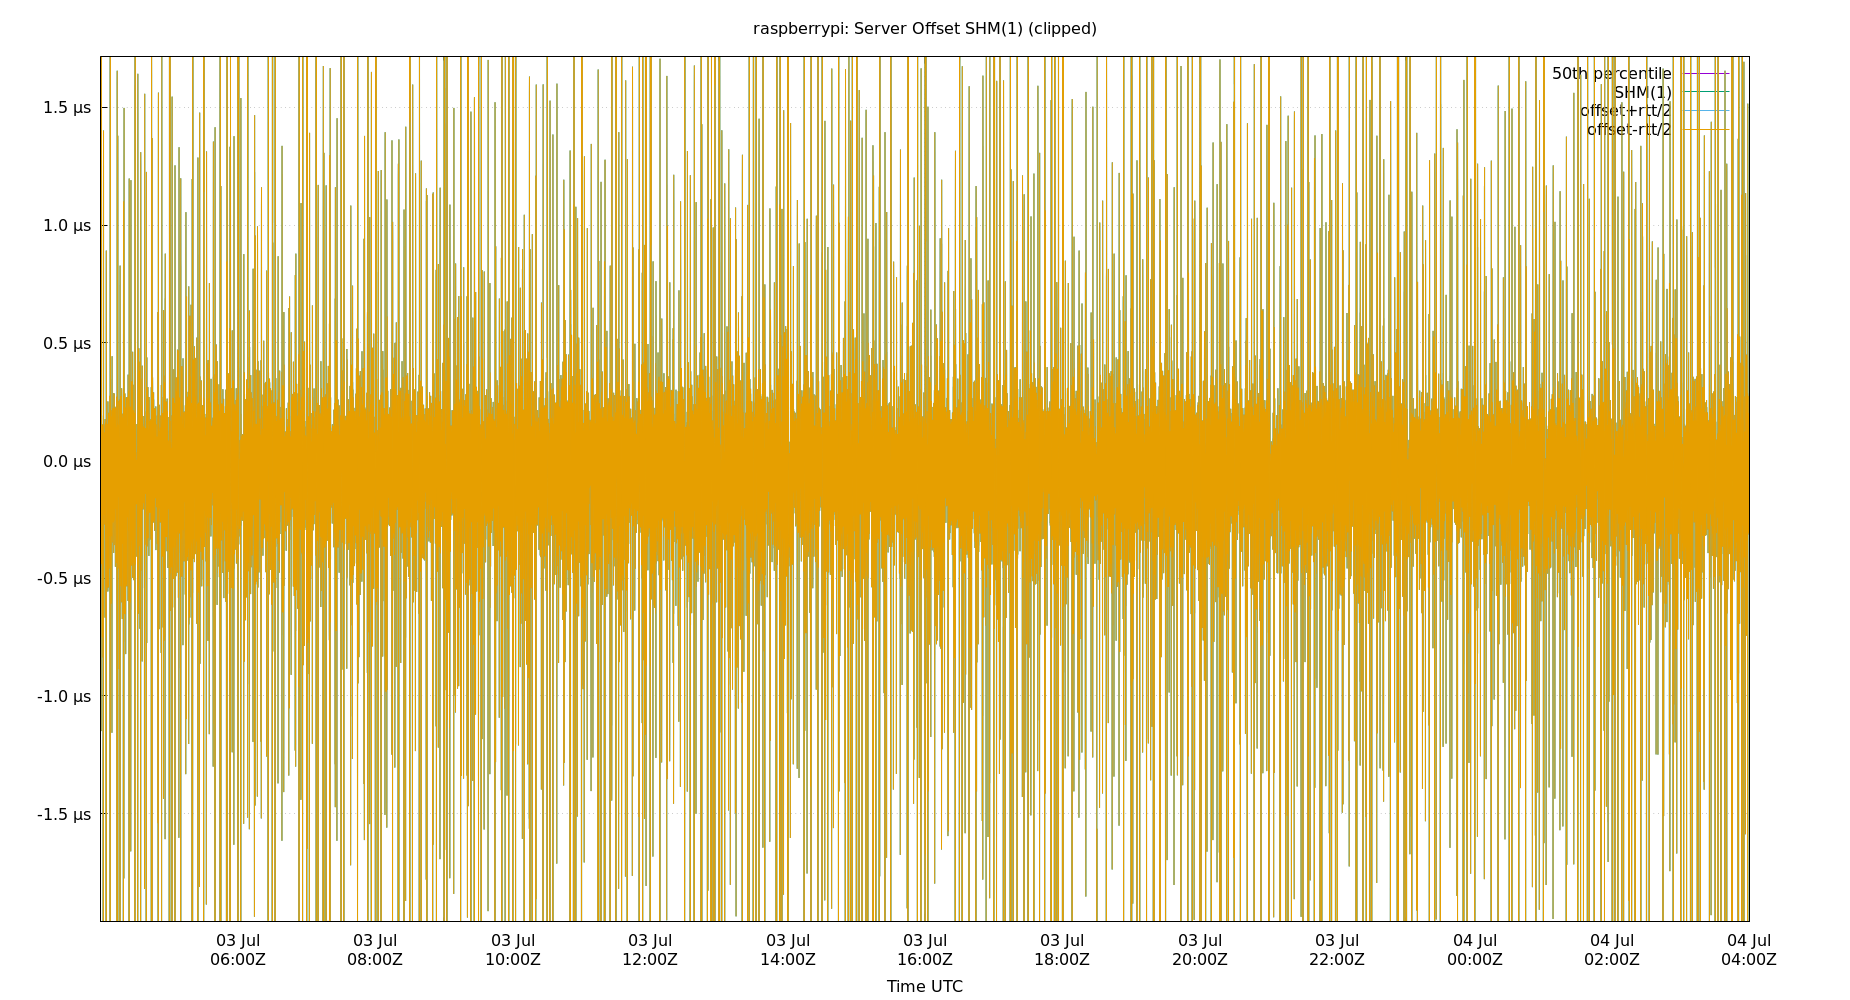 raspberrypi: Server Offset SHM(1) (clipped)
50th percentile
SHM(1)
offset+rtt/2
offset-rtt/2
1.5 µs
1.0 µs
0.5 µs
0.0 µs
-0.5 µs
-1.0 µs
-1.5 µs
03 Jul 03 Jul 03 Jul 03 Jul 03 Jul 03 Jul 03 Jul 03 Jul 03 Jul 04 Jul 04 Jul 04 Jul
06:00Z 08:00Z 10:00Z 12:00Z 14:00Z 16:00Z 18:00Z 20:00Z 22:00Z 00:00Z 02:00Z 04:00Z
Time UTC